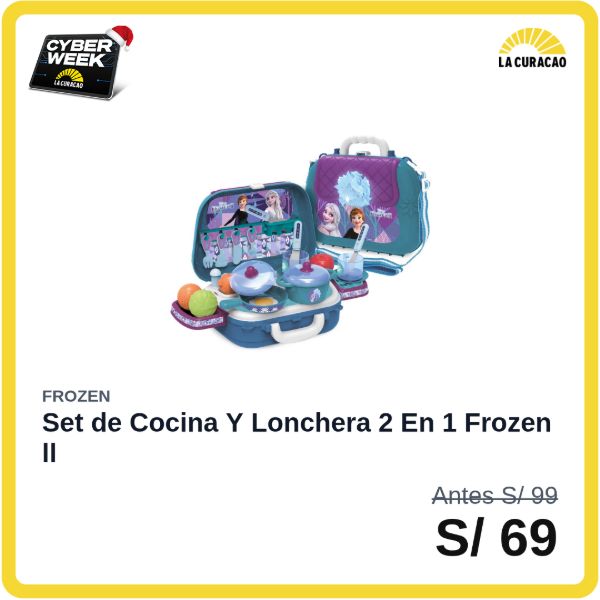 CYBER
WEEK
LA CURACAO
LA CURACAO
FROZEN
Set de Cocina Y Lonchera 2 En 1 Frozen
II
Antes S/ 99
S/ 69